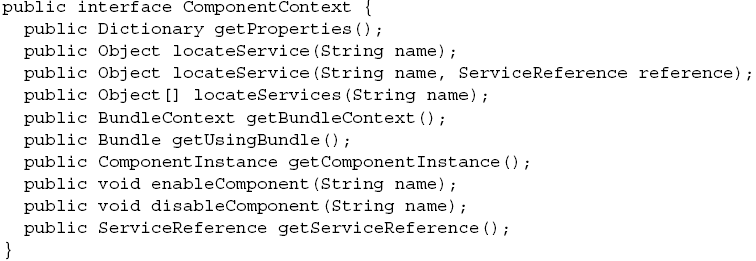 public interface ComponentContext {
  public Dictionary getProperties();
  public Object locateService(String name);
  public Object locateService(String name, ServiceReference reference);
  public Object[] locateServices(String name);
  public BundleContext getBundleContext();
  public Bundle getUsingBundle();
  public ComponentInstance getComponentInstance();
  public void enableComponent(String name);
  public void disableComponent(String name);
  public ServiceReference getServiceReference();
}